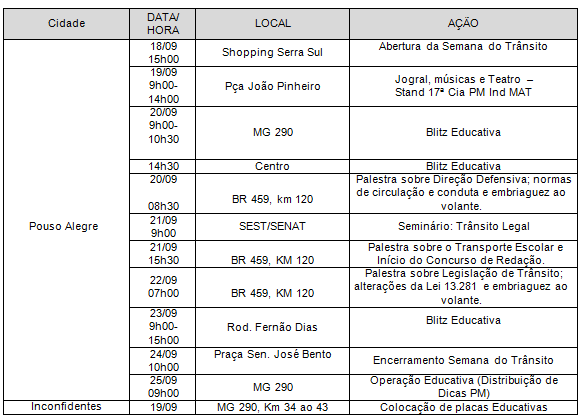 Cidade DATA/ HORA LOCAL AÇÃO
Pouso Alegre
18/09
15h00
Shopping Serra Sul
Abertura da Semana do Trânsito
19/09
9h00-
14h00
Pça João Pinheiro
Jogral, músicas e Teatro –
Stand 17ª Cia PM Ind MAT
20/09
9h00-
10h30
MG 290
Blitz Educativa
14h30
Centro
Blitz Educativa
20/09
08h30
BR 459, km 120
Palestra sobre Direção Defensiva; normas
de circulação e conduta e embriaguez ao
volante.
21/09
9h00
SEST/SENAT
Seminário: Trânsito Legal
21/09
15h30
BR 459, KM 120
Palestra sobre o Transporte Escolar e
Início do Concurso de Redação.
22/09
07h00
BR 459, KM 120
Palestra sobre Legislação de Trânsito;
alterações da Lei 13.281 e embriaguez ao
volante.
23/09
9h00-
15h00
Rod. Fernão Dias
Blitz Educativa
24/09
10h00
Praça Sen. José Bento
Encerramento Semana do Trânsito
25/09
09h00
MG 290
Operação Educativa (Distribuição de
Dicas PM)
Inconfidentes
19/09
MG 290, Km 34 ao 43
Colocação de placas Educativas